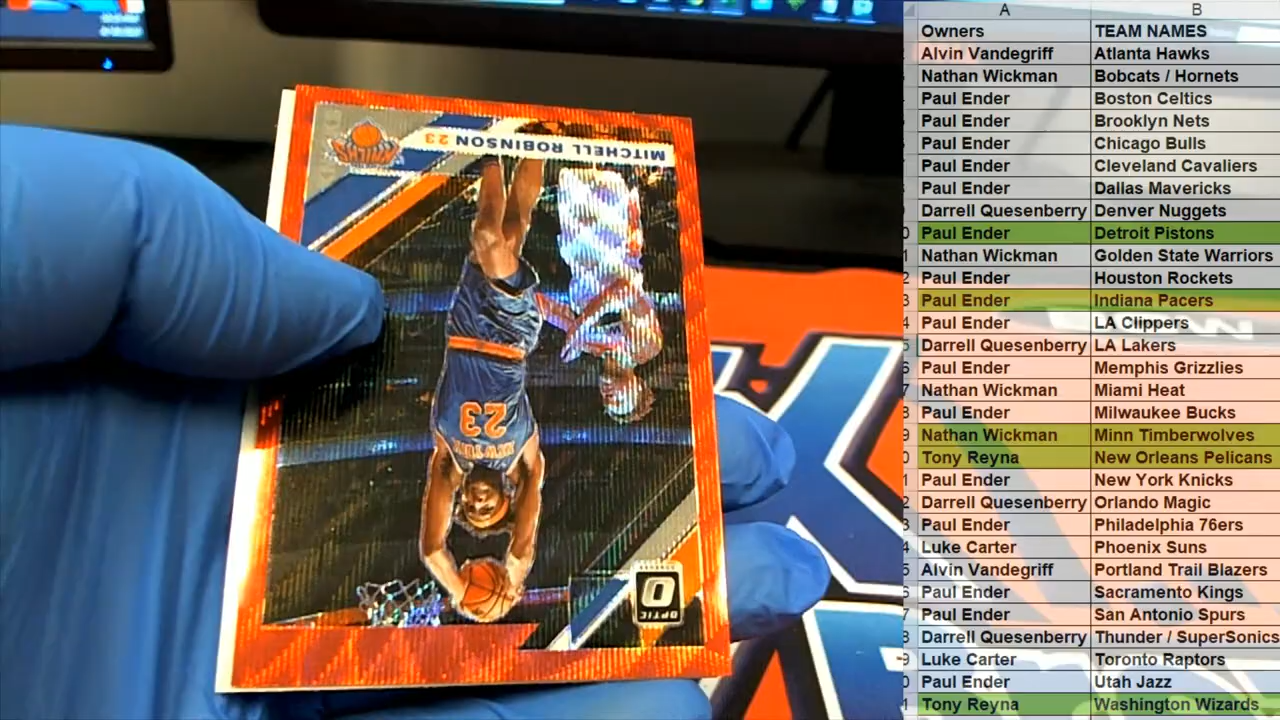 MITCHELL ROBINSON 23
23
OPTIC
A B
Owners TEAM NAMES
Alvin Vandegriff Atlanta Hawks
Nathan Wickman Bobcats / Hornets
Paul Ender Boston Celtics
Paul Ender Brooklyn Nets
Paul Ender Chicago Bulls
Paul Ender Cleveland Cavaliers
Paul Ender Dallas Mavericks
Darrell Quesenberry Denver Nuggets
Paul Ender Detroit Pistons
Nathan Wickman Golden State Warriors
Paul Ender Houston Rockets
Paul Ender Indiana Pacers
Paul Ender LA Clippers
Darrell Quesenberry LA Lakers
Paul Ender Memphis Grizzlies
Nathan Wickman Miami Heat
Paul Ender Milwaukee Bucks
Nathan Wickman Minn Timberwolves
Tony Reyna New Orleans Pelicans
Paul Ender New York Knicks
Darrell Quesenberry Orlando Magic
Paul Ender Philadelphia 76ers
Luke Carter Phoenix Suns
Alvin Vandegriff Portland Trail Blazers
Paul Ender Sacramento Kings
Paul Ender San Antonio Spurs
Darrell Quesenberry Thunder / SuperSonics
Luke Carter Toronto Raptors
Paul Ender Utah Jazz
Tony Reyna Washington Wizards